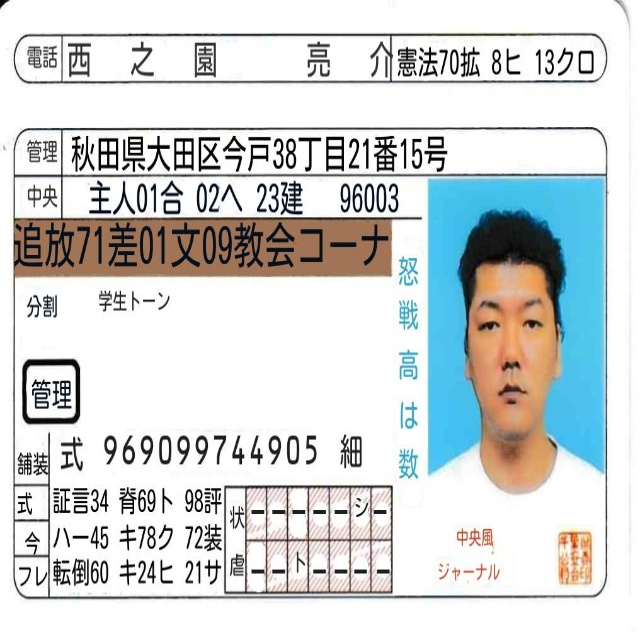 電話 西之園 亮介 憲法70拡 8ヒ 13クロ
管理 秋田県大田区今戸38丁目21番15号
中央 主人01合 02へ 23建 96003
追放71差01文09教会コーナ
分割 学生トーン
怒戦高は数
管理
舗装 式 969099744905 細
式 証言34 脊69ト 98評
今 ハー45 キ78ク 72装
フレ 転倒60 キ24ヒ 21サ
状 ーーーーーシー
虐 ーートーーーー
中央風
ジャーナル